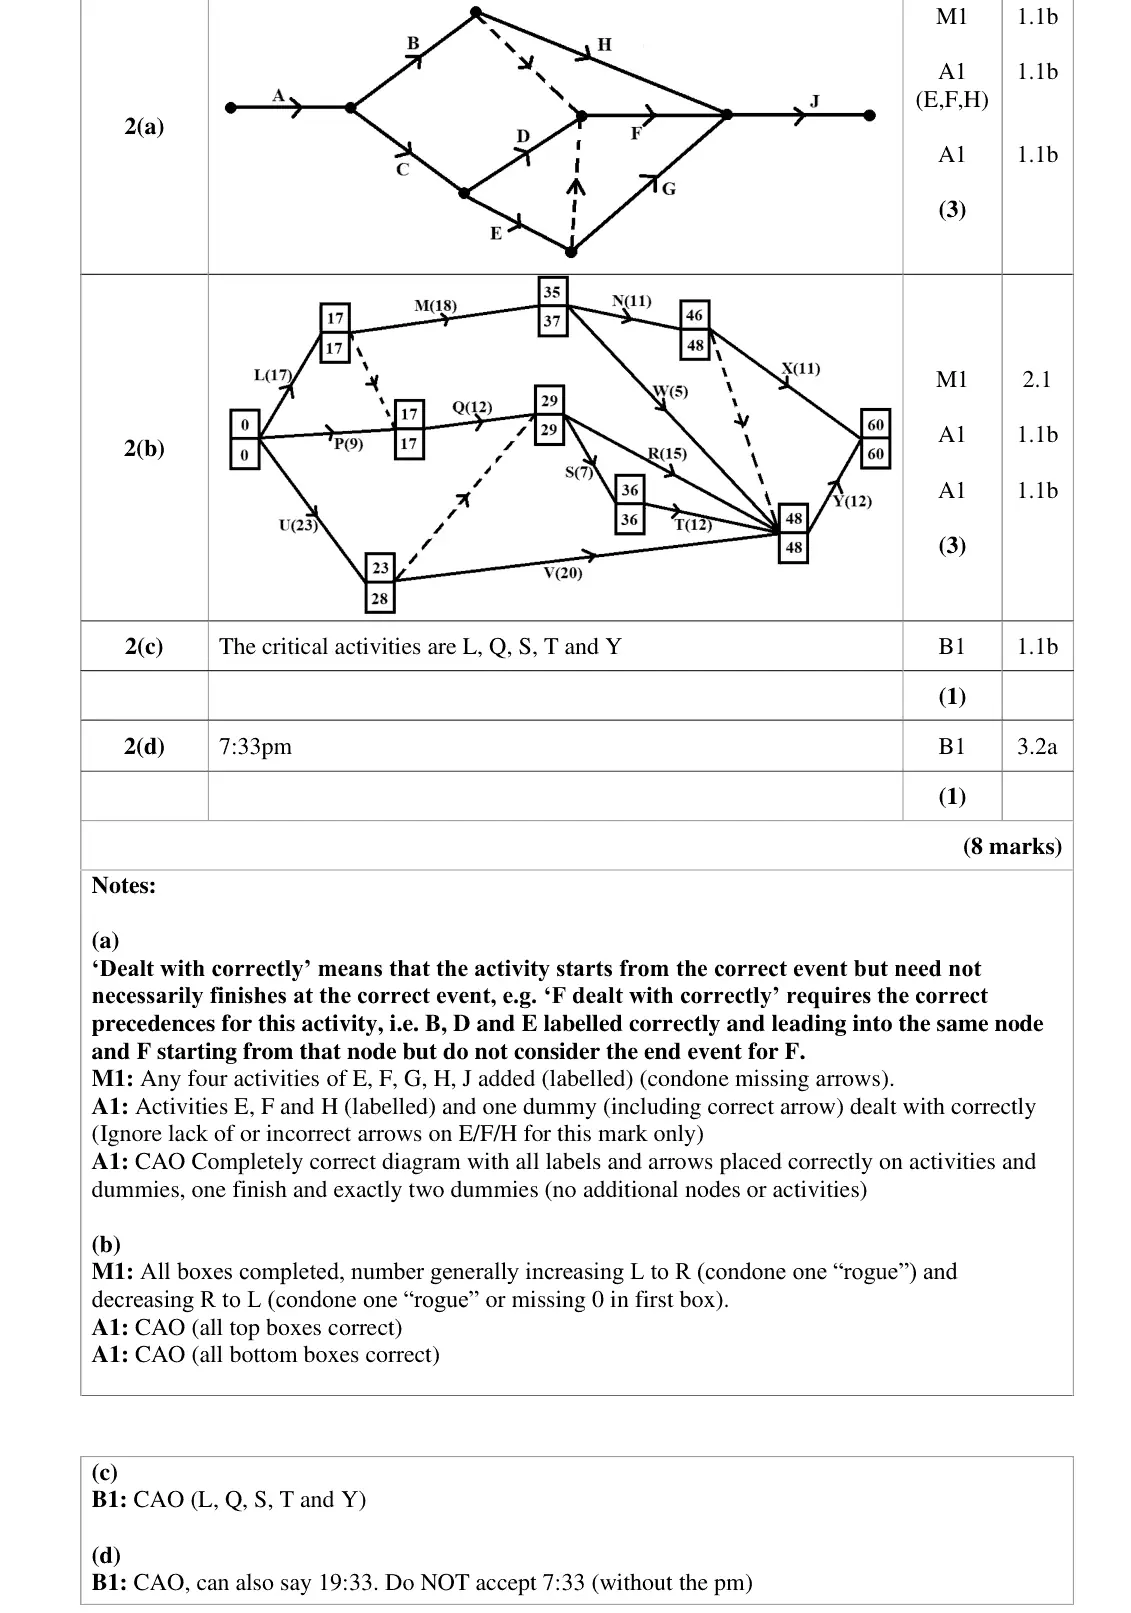 M1 1.1b
B
H
A1 1.1b
(E,F,H)
A
J
2(a)
D
F
C
A1 1.1b
G
(3)
E
35
37
N(11)
M(18)
17
17
46
48
L(17)
X(11)
M1 2.1
W(5)
29
29
Q(12)
17
17
0
0
60
60
2(b)
P(9)
A1 1.1b
R(15)
S(7)
36
36
A1 1.1b
Y(12)
T(12)
U(23)
48
48
(3)
23
28
V(20)
2(c) The critical activities are L, Q, S, T and Y B1 1.1b
(1)
2(d) 7:33pm B1 3.2a
(1)
(8 marks)
Notes:
(a)
‘Dealt with correctly’ means that the activity starts from the correct event but need not
necessarily finishes at the correct event, e.g. ‘F dealt with correctly’ requires the correct
precedences for this activity, i.e. B, D and E labelled correctly and leading into the same node
and F starting from that node but do not consider the end event for F.
M1: Any four activities of E, F, G, H, J added (labelled) (condone missing arrows).
A1: Activities E, F and H (labelled) and one dummy (including correct arrow) dealt with correctly
(Ignore lack of or incorrect arrows on E/F/H for this mark only)
A1: CAO Completely correct diagram with all labels and arrows placed correctly on activities and
dummies, one finish and exactly two dummies (no additional nodes or activities)
(b)
M1: All boxes completed, number generally increasing L to R (condone one “rogue”) and
decreasing R to L (condone one “rogue” or missing 0 in first box).
A1: CAO (all top boxes correct)
A1: CAO (all bottom boxes correct)
(c)
B1: CAO (L, Q, S, T and Y)
(d)
B1: CAO, can also say 19:33. Do NOT accept 7:33 (without the pm)